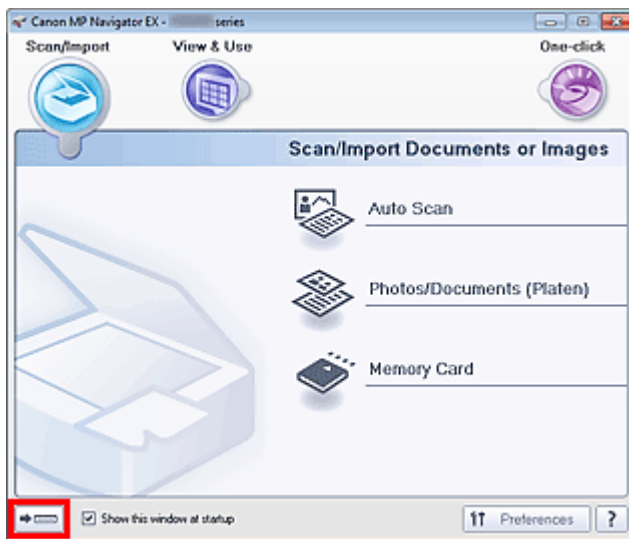 Canon MP Navigator EX - series
Scan/Import View & Use One-click
Scan/Import Documents or Images
Auto Scan
Photos/Documents (Platen)
Memory Card
Show this window at startup Preferences ?